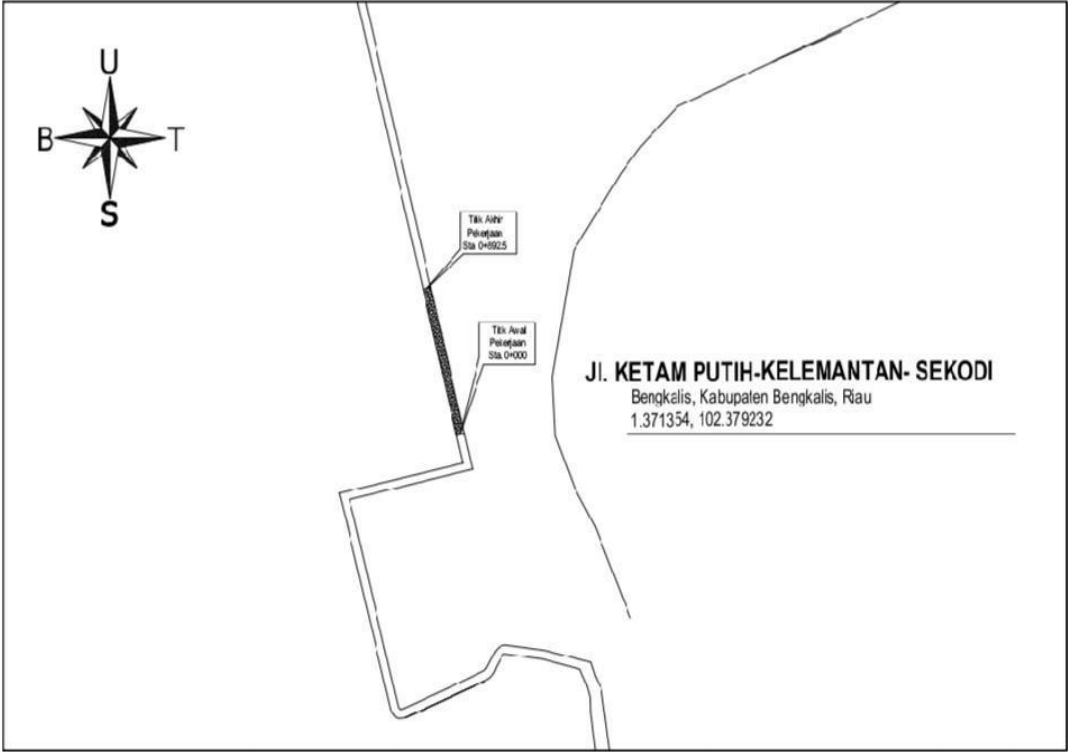 U
B
T
S
Titik Akhir
Pekerjaan
Sta 0+892.5
Titik Awal
Pekerjaan
Sta. 0+000
Jl. KETAM PUTIH-KELEMANTAN- SEKODI
Bengkalis, Kabupaten Bengkalis, Riau
1.371354, 102.379232